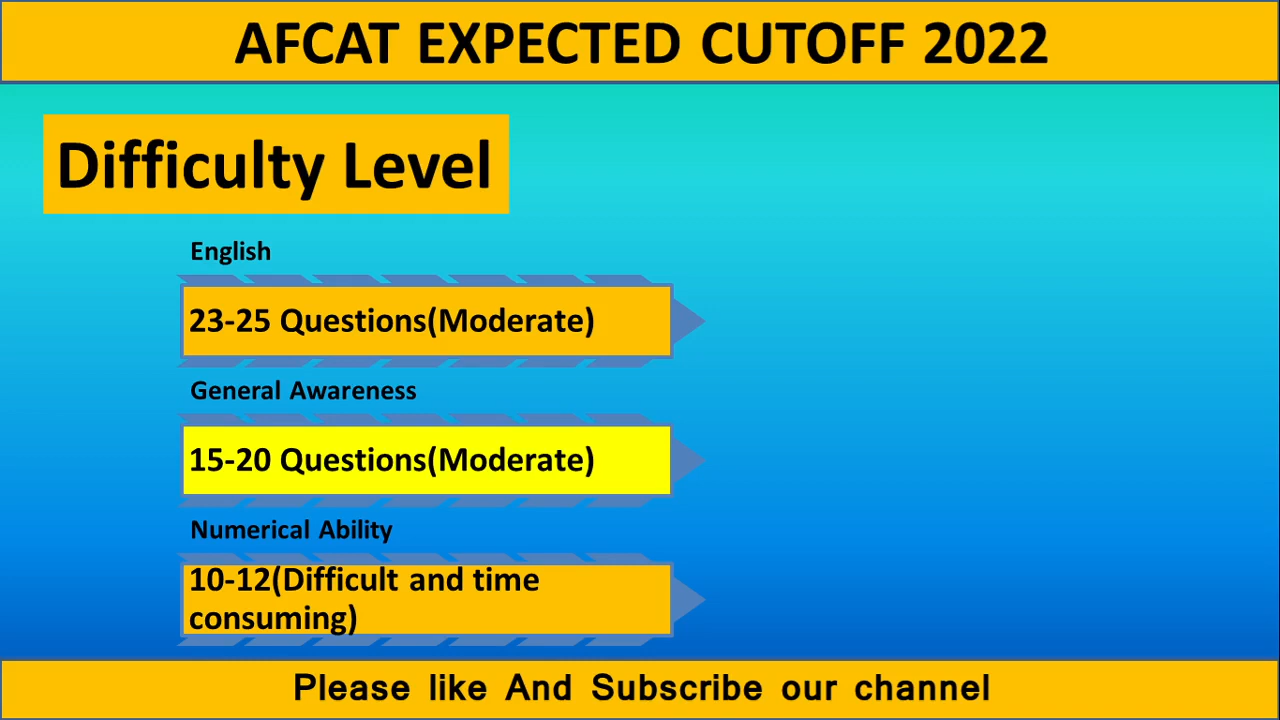 AFCAT EXPECTED CUTOFF 2022
Difficulty Level
English
23-25 Questions(Moderate)
General Awareness
15-20 Questions(Moderate)
Numerical Ability
10-12(Difficult and time
consuming)
Please like And Subscribe our channel